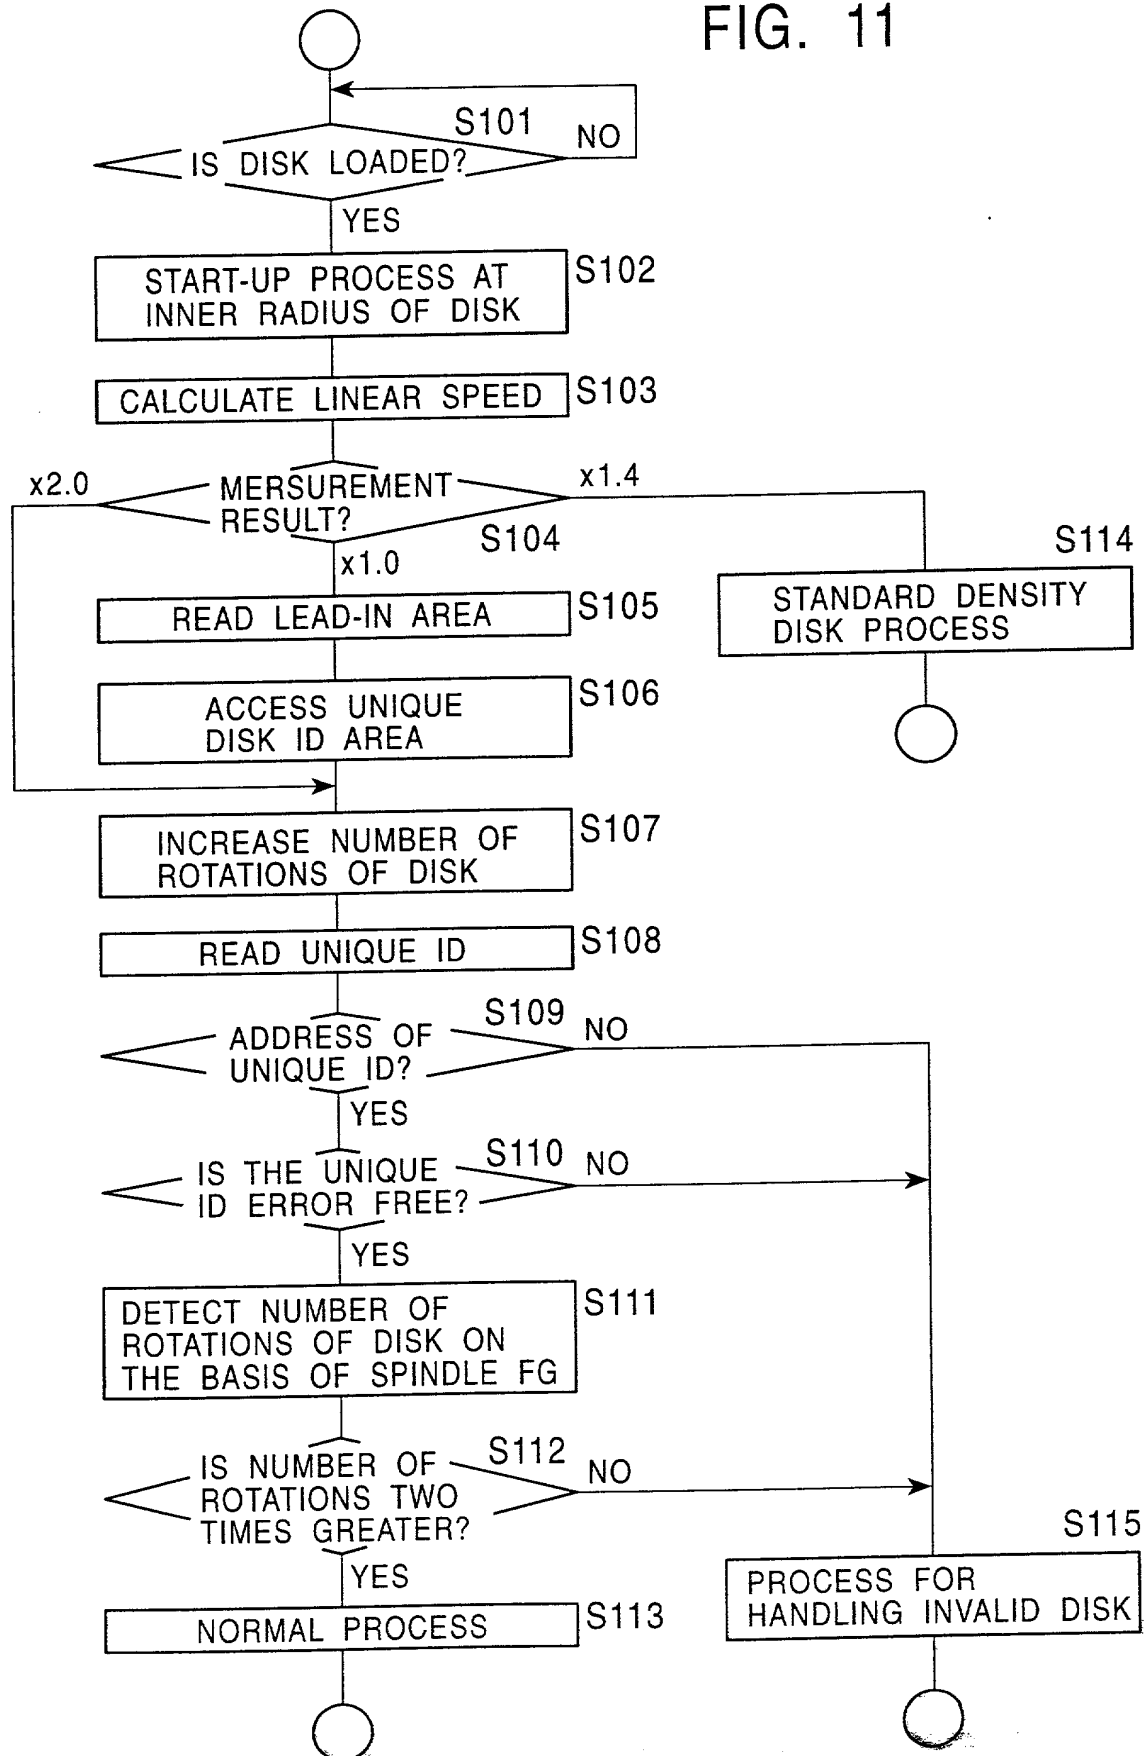 FIG. 11
S101
NO
IS DISK LOADED?
YES
START-UP PROCESS AT
INNER RADIUS OF DISK
S102
CALCULATE LINEAR SPEED
S103
x2.0
MERSUREMENT
RESULT?
x1.4
S104
x1.0
S114
STANDARD DENSITY
DISK PROCESS
READ LEAD-IN AREA
S105
ACCESS UNIQUE
DISK ID AREA
S106
INCREASE NUMBER OF
ROTATIONS OF DISK
S107
READ UNIQUE ID
S108
S109
NO
ADDRESS OF
UNIQUE ID?
YES
S110
NO
IS THE UNIQUE
ID ERROR FREE?
YES
DETECT NUMBER OF
ROTATIONS OF DISK ON
THE BASIS OF SPINDLE FG
S111
S112
NO
IS NUMBER OF
ROTATIONS TWO
TIMES GREATER?
YES
S115
PROCESS FOR
HANDLING INVALID DISK
NORMAL PROCESS
S113